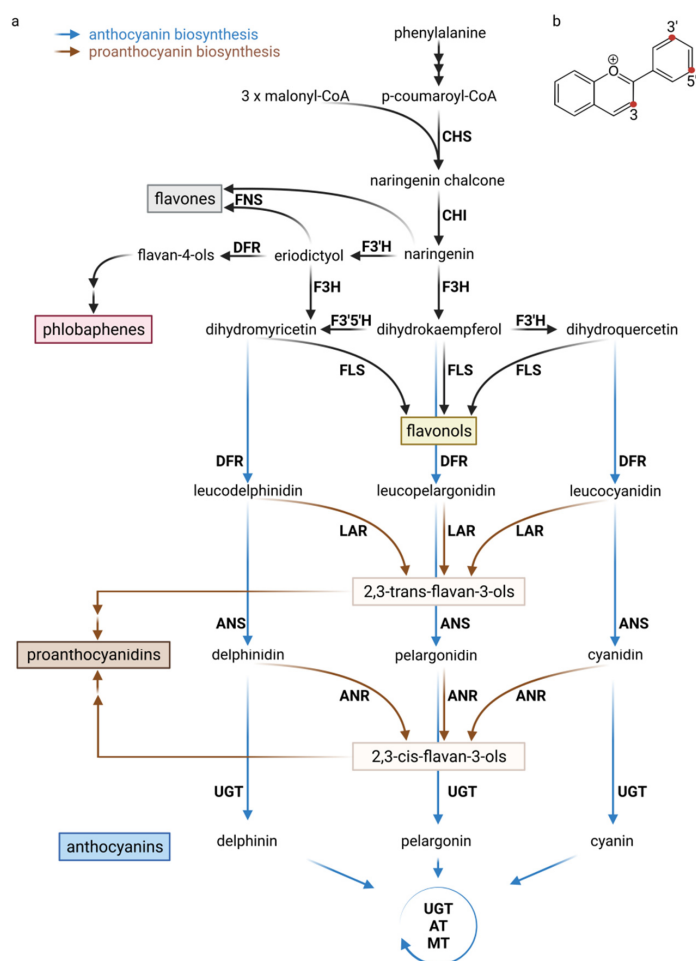 a
b
anthocyanin biosynthesis
proanthocyanin biosynthesis
phenylalanine
3'
O
⊕
5'
3
3 x malonyl-CoA
p-coumaroyl-CoA
CHS
naringenin chalcone
flavones
FNS
CHI
flavan-4-ols
DFR
eriodictyol
F3'H
naringenin
F3H
F3H
phlobaphenes
dihydromyricetin
F3'5'H
dihydrokaempferol
F3'H
dihydroquercetin
FLS
FLS
FLS
flavonols
DFR
DFR
DFR
leucodelphinidin
leucopelargonidin
leucocyanidin
LAR
LAR
LAR
2,3-trans-flavan-3-ols
ANS
ANS
ANS
proanthocyanidins
delphinidin
pelargonidin
cyanidin
ANR
ANR
ANR
2,3-cis-flavan-3-ols
UGT
UGT
UGT
anthocyanins
delphinin
pelargonin
cyanin
UGT
AT
MT